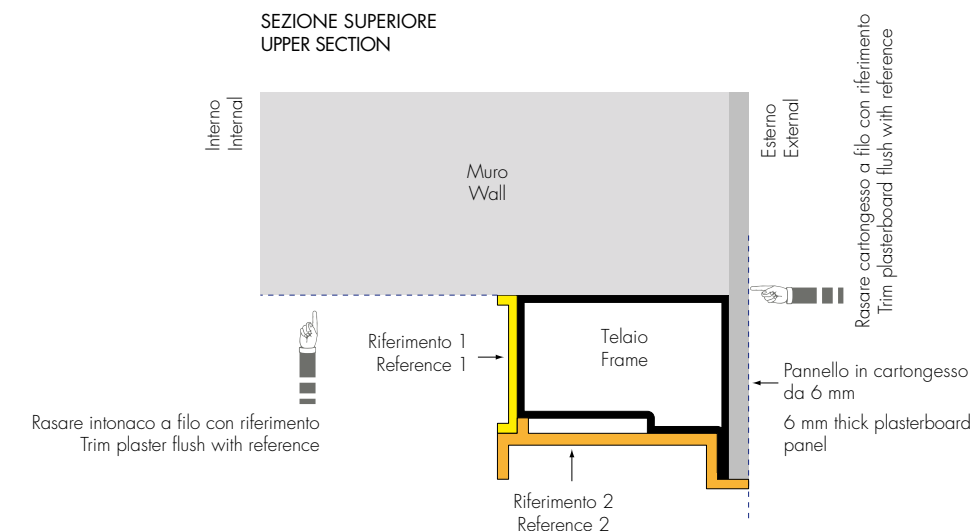 SEZIONE SUPERIORE
UPPER SECTION
Interno
Internal
Muro
Wall
Esterno
External
Rasare cartongesso a filo con riferimento
Trim plasterboard flush with reference
Riferimento 1
Reference 1
Telaio
Frame
Pannello in cartongesso
da 6 mm
6 mm thick plasterboard
panel
Rasare intonaco a filo con riferimento
Trim plaster flush with reference
Riferimento 2
Reference 2